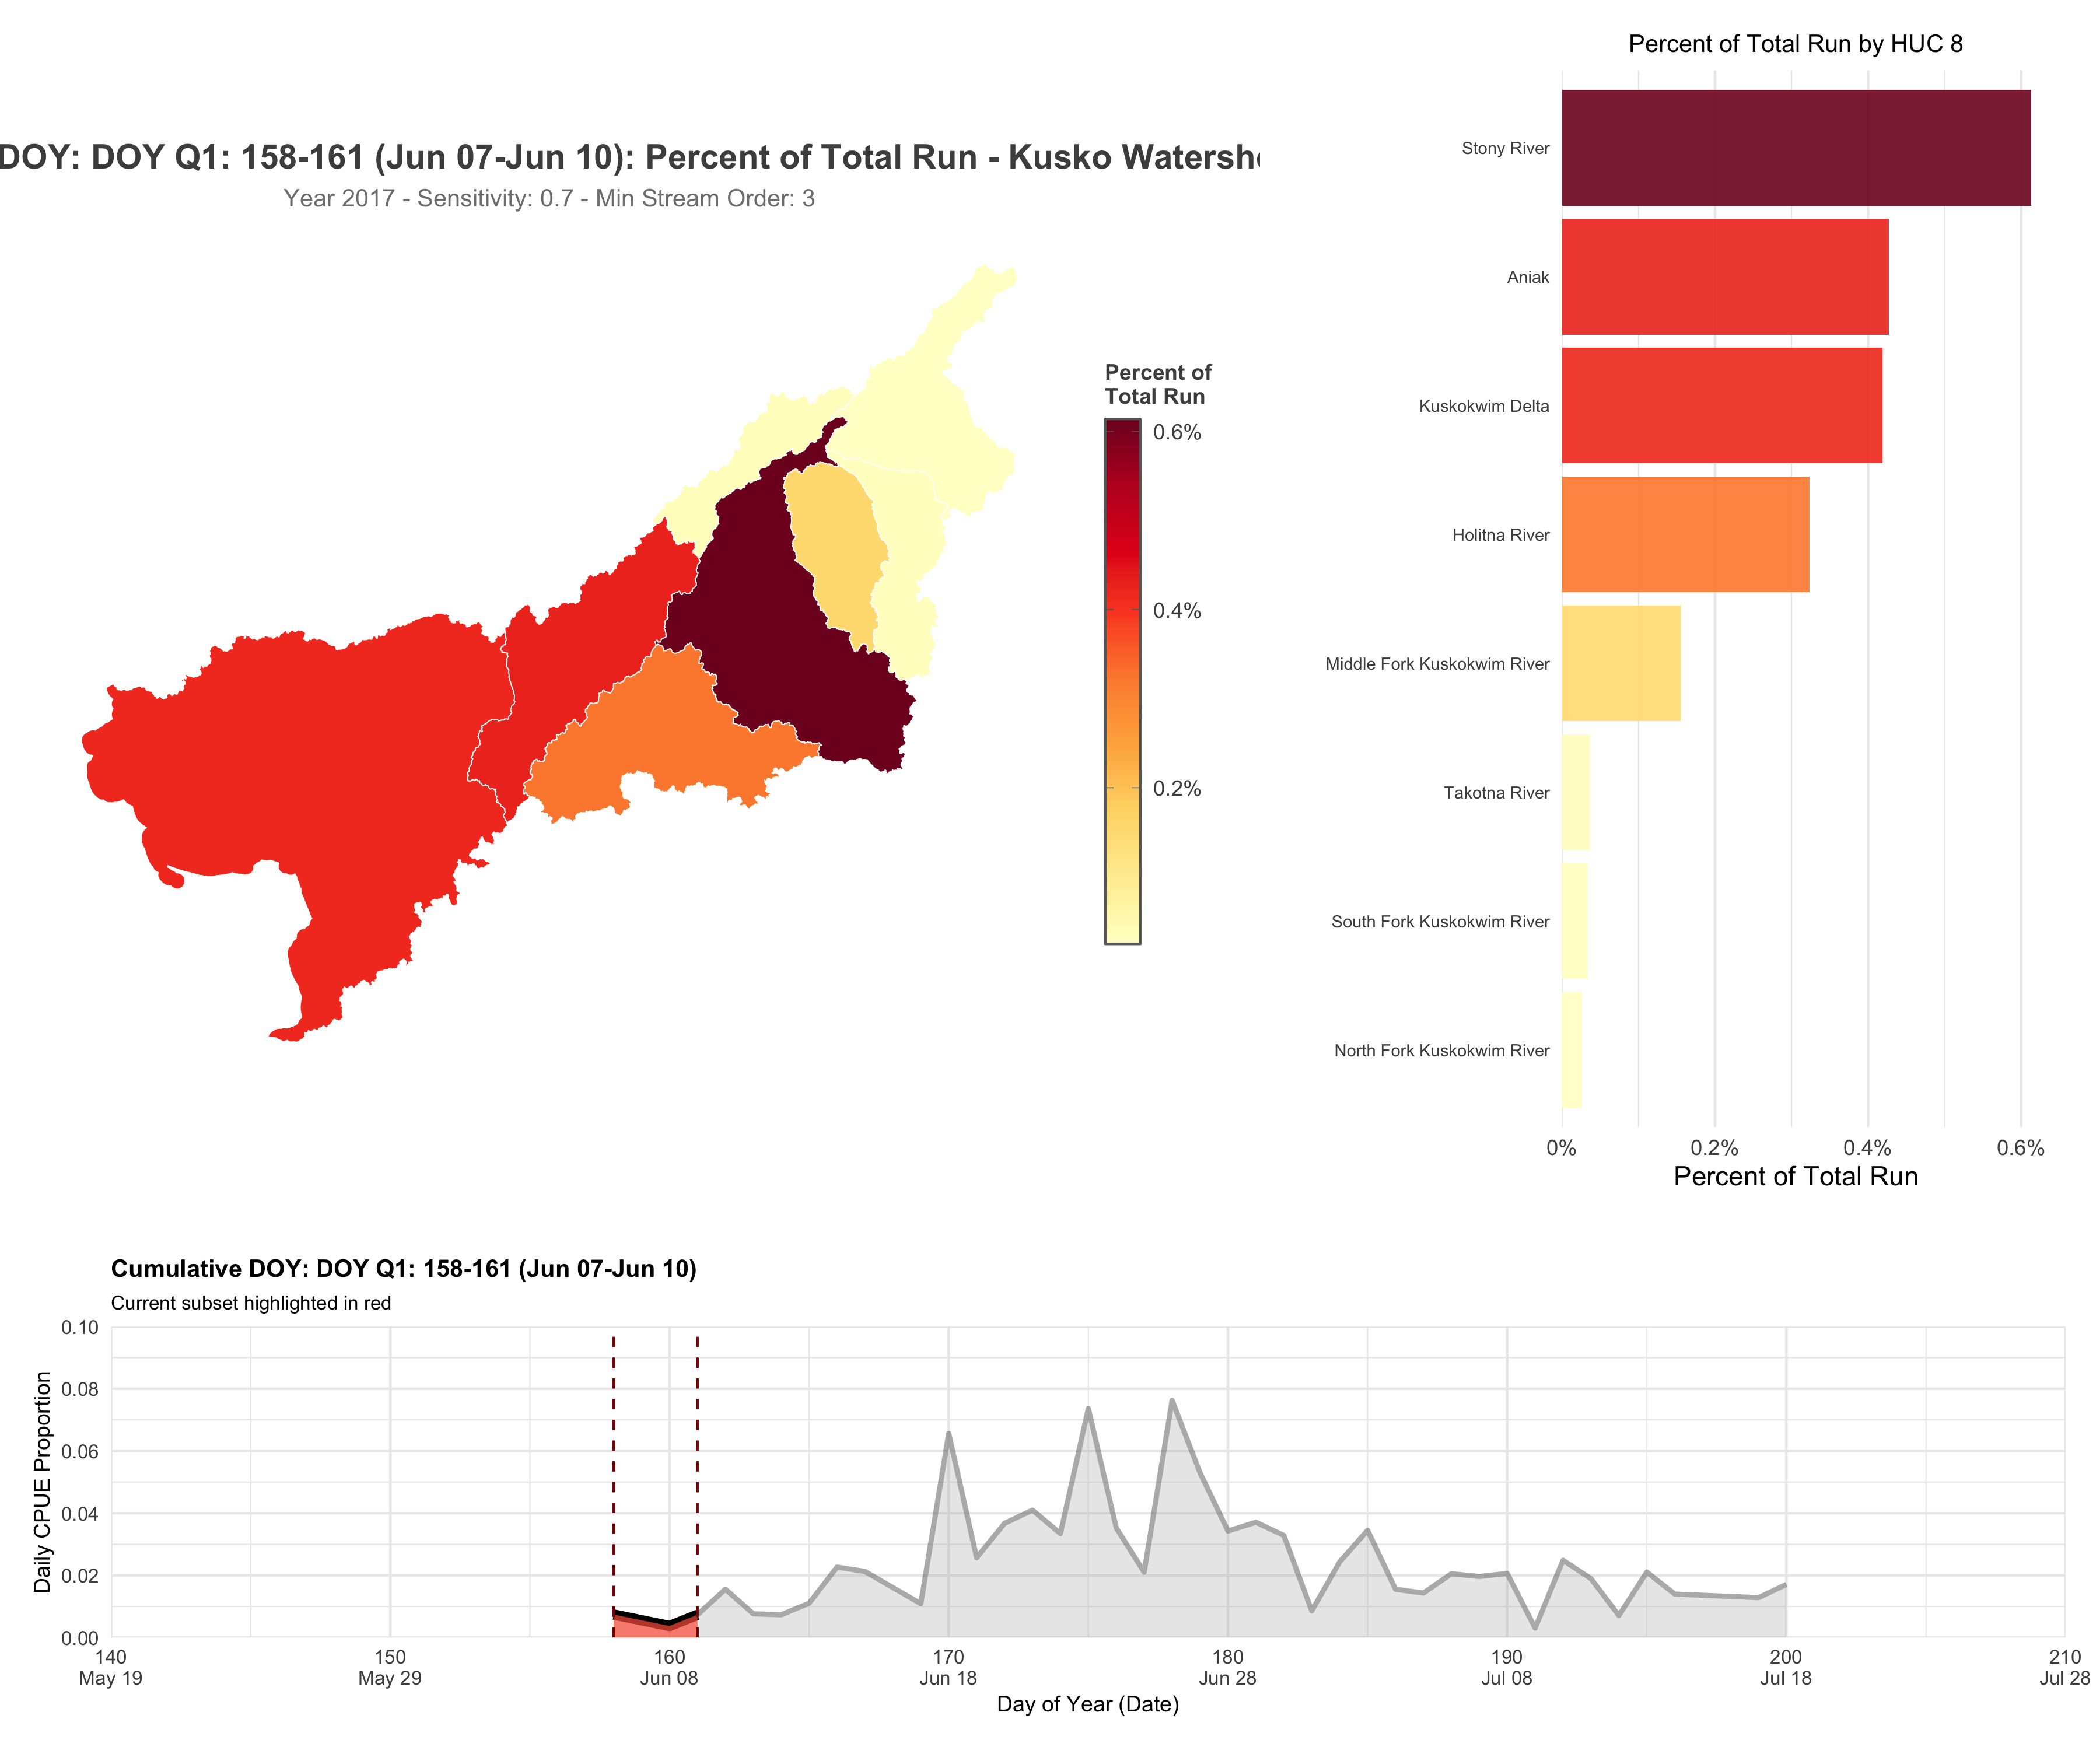 Percent of Total Run by HUC 8
DOY: DOY Q1: 158-161 (Jun 07-Jun 10): Percent of Total Run - Kusko
Year 2017 - Sensitivity: 0.7 - Min Stream Order: 3
Percent of
Total Run
0.6%
0.4%
0.2%
Stony River
Aniak
Kuskokwim Delta
Holitna River
Middle Fork Kuskokwim River
Takotna River
South Fork Kuskokwim River
North Fork Kuskokwim River
0%
0.2%
0.4%
0.6%
Percent of Total Run
Cumulative DOY: DOY Q1: 158-161 (Jun 07-Jun 10)
Current subset highlighted in red
Daily CPUE Proportion
0.10
0.08
0.06
0.04
0.02
0.00
140
May 19
150
May 29
160
Jun 08
170
Jun 18
180
Jun 28
190
Jul 08
200
Jul 18
210
Jul 28
Day of Year (Date)